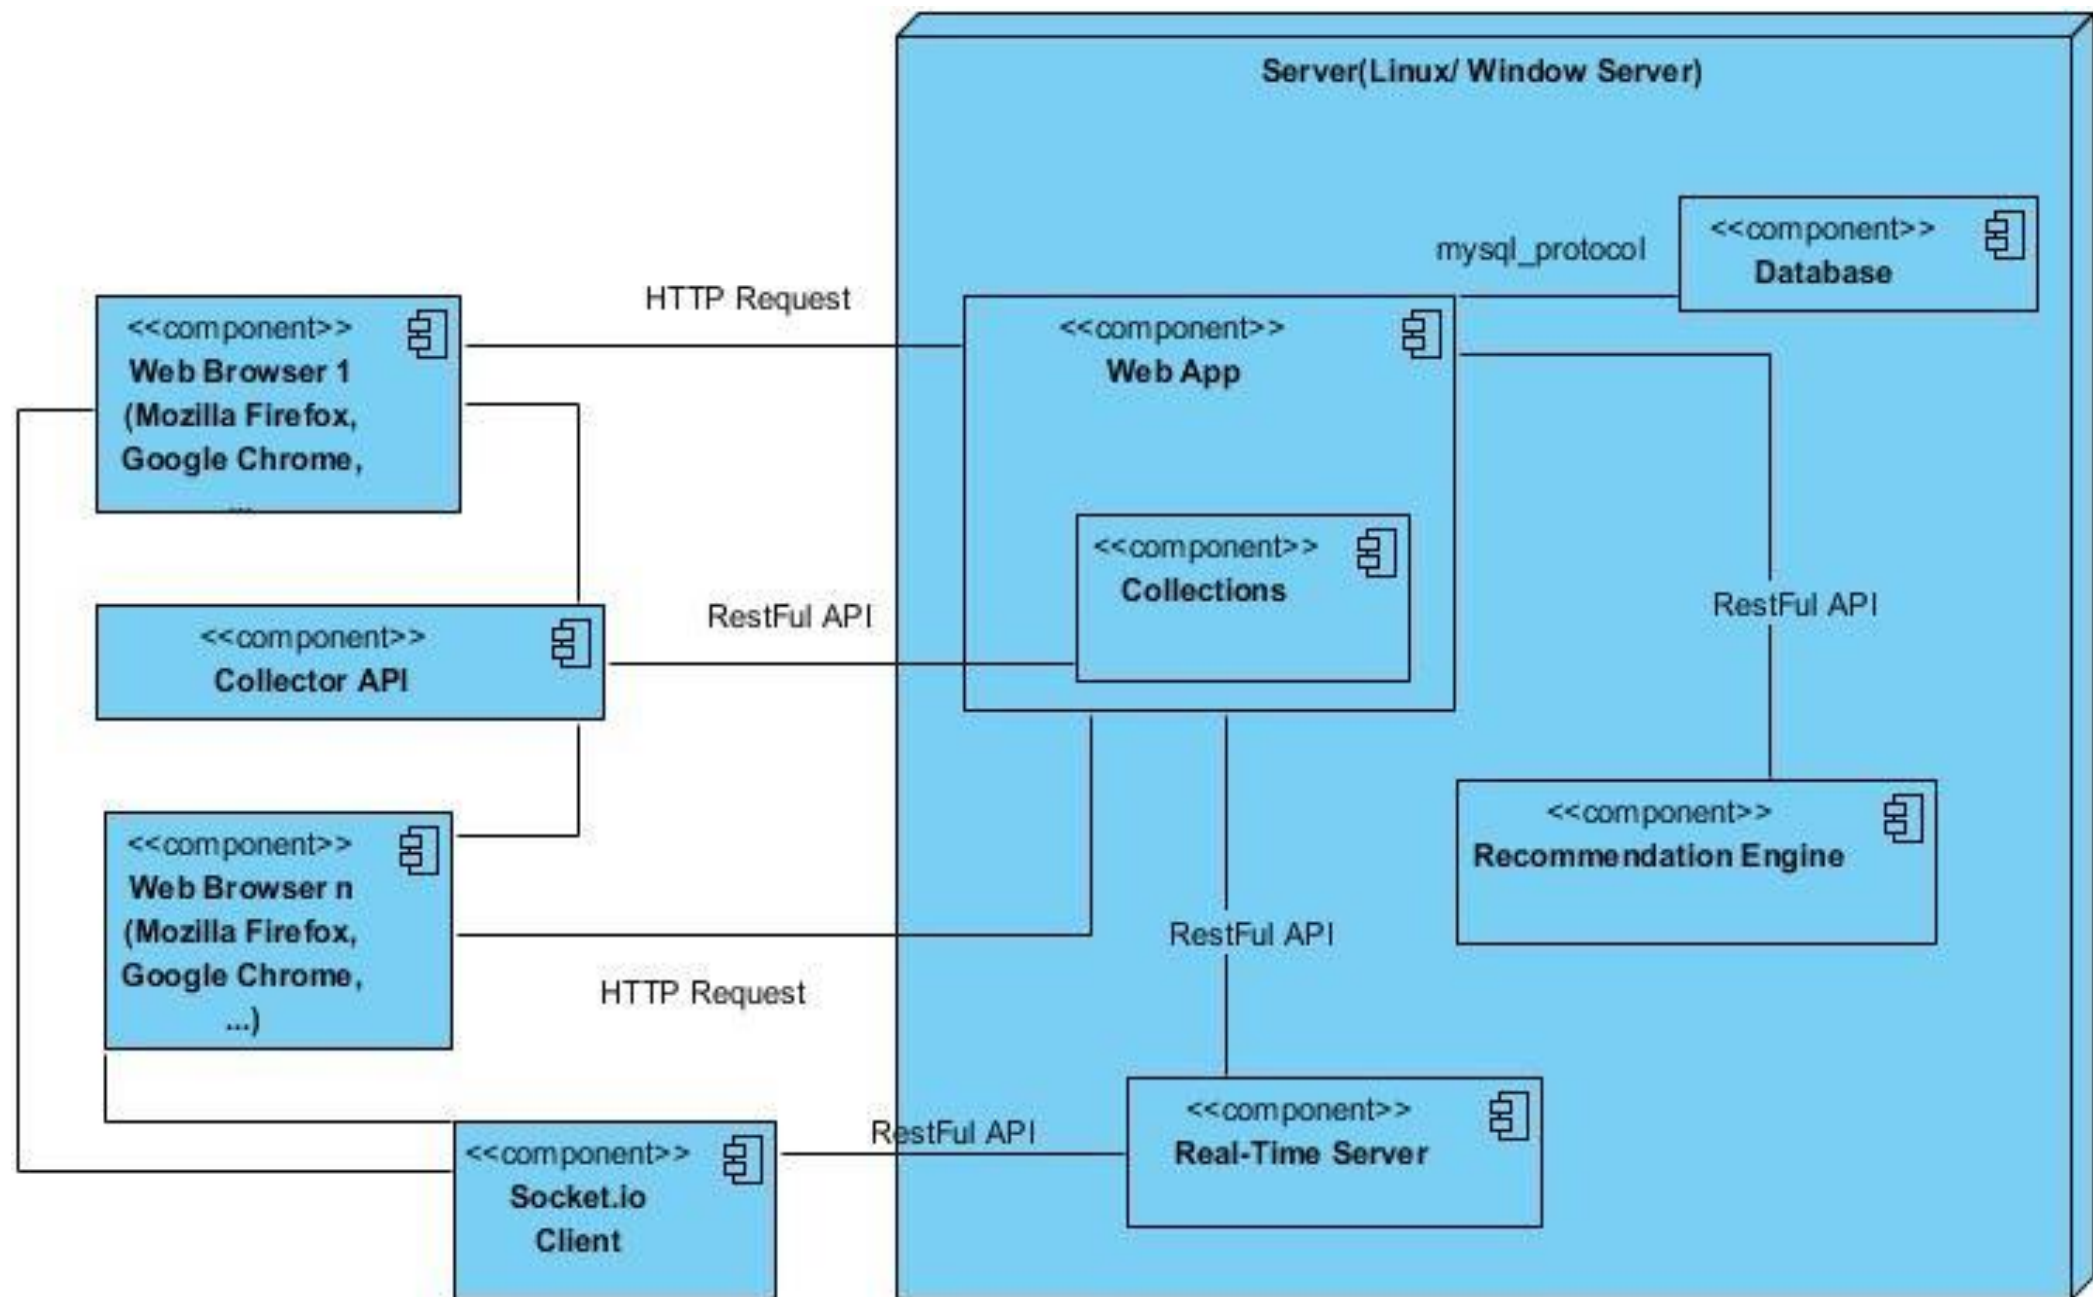 Server(Linux/ Window Server)
<<component>>
Database
mysql_protocol
HTTP Request
<<component>>
Web Browser 1
(Mozilla Firefox,
Google Chrome,
...
<<component>>
Web App
<<component>>
Collections
RestFul API
<<component>>
Collector API
RestFul API
<<component>>
Recommendation Engine
<<component>>
Web Browser n
(Mozilla Firefox,
Google Chrome,
...)
RestFul API
HTTP Request
<<component>>
Real-Time Server
RestFul API
<<component>>
Socket.io
Client